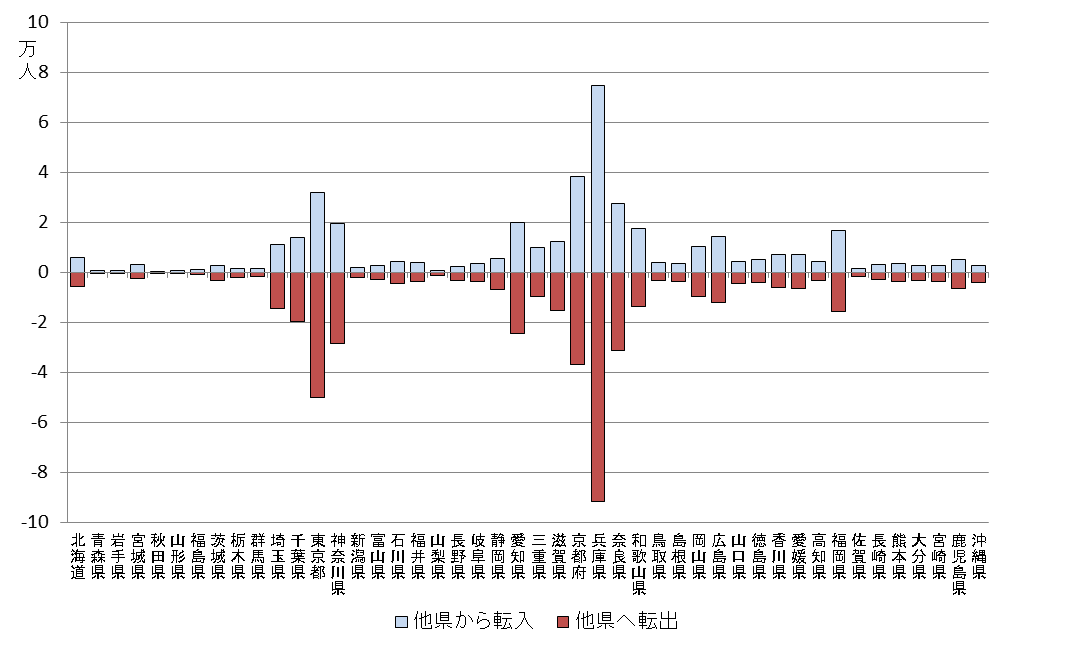 10
万人
8
6
4
2
0
-2
-4
-6
-8
-10
北海道
青森県
岩手県
宮城県
秋田県
山形県
福島県
茨城県
栃木県
群馬県
埼玉県
千葉県
東京都
神奈川県
新潟県
富山県
石川県
福井県
山梨県
長野県
岐阜県
静岡県
愛知県
三重県
滋賀県
京都府
兵庫県
奈良県
和歌山県
鳥取県
島根県
岡山県
広島県
山口県
徳島県
香川県
愛媛県
高知県
福岡県
佐賀県
長崎県
熊本県
大分県
宮崎県
鹿児島県
沖縄県
他県から転入
他県へ転出